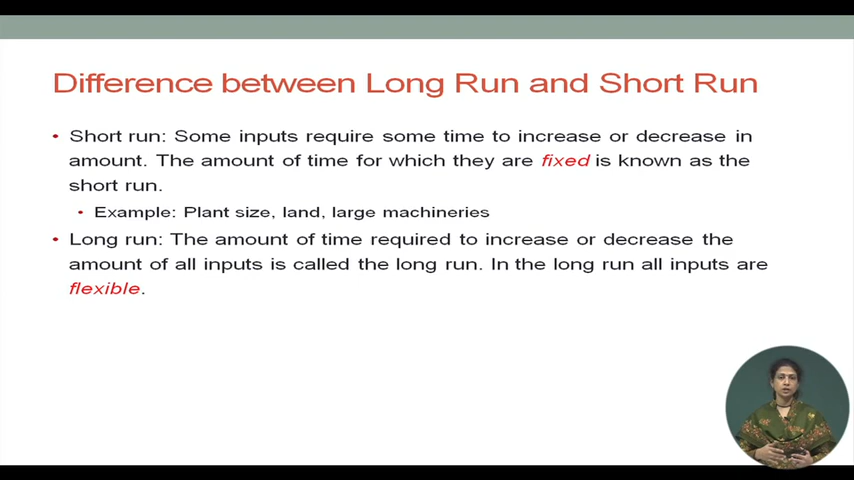 Difference between Long Run and Short Run
• Short run: Some inputs require some time to increase or decrease in
amount. The amount of time for which they are fixed is known as the
short run.
• Example: Plant size, land, large machineries
• Long run: The amount of time required to increase or decrease the
amount of all inputs is called the long run. In the long run all inputs are
flexible.